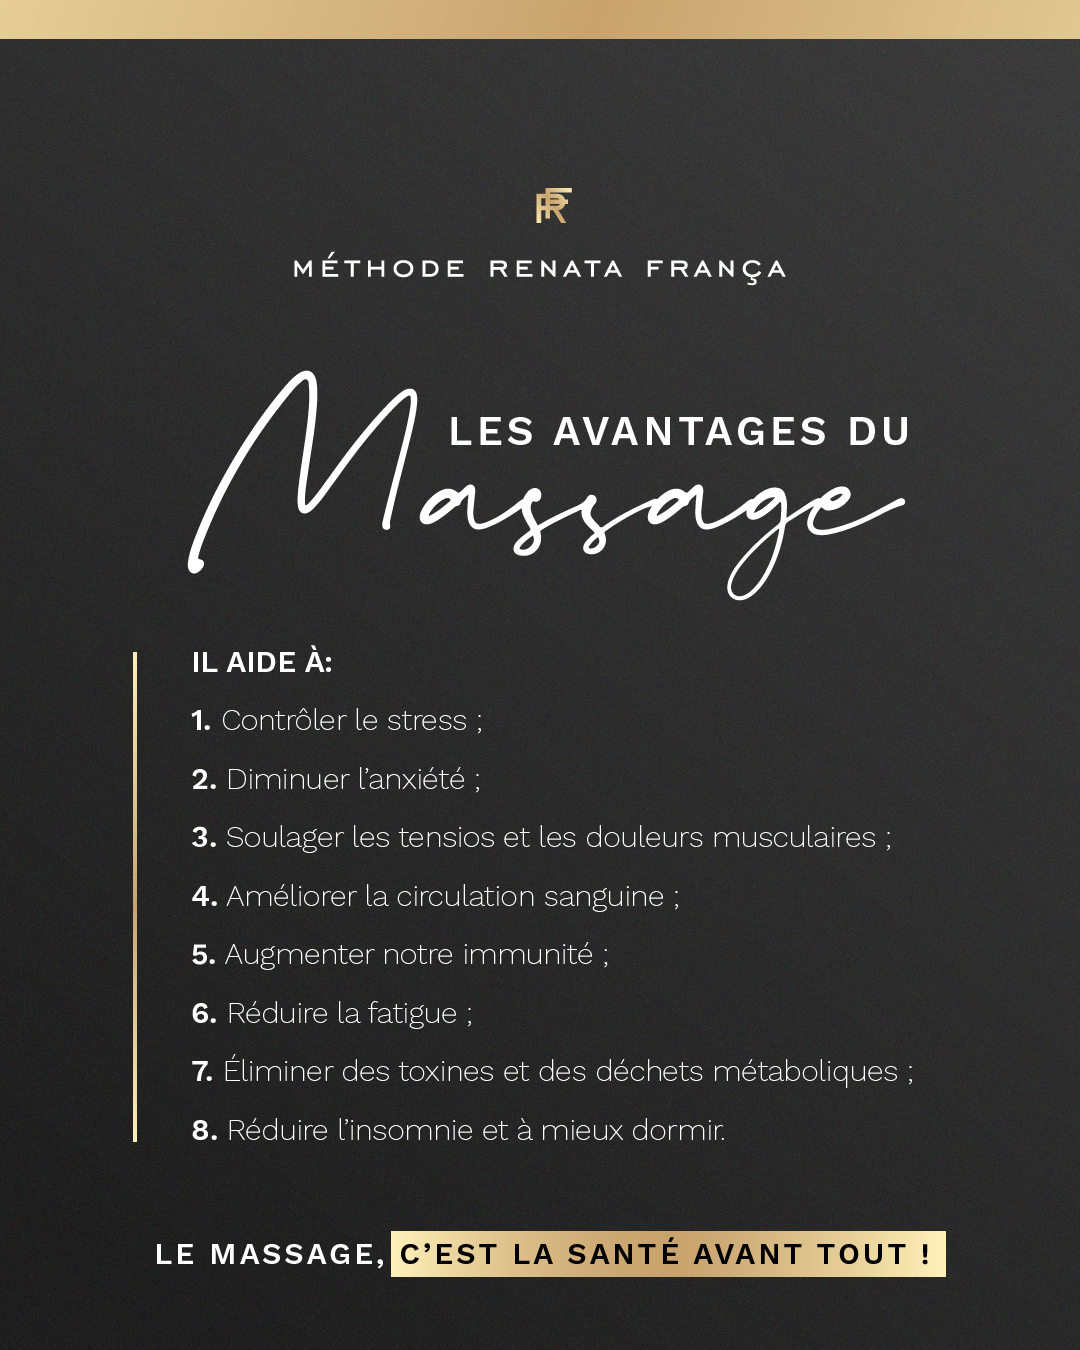 RF
MÉTHODE RENATA FRANÇA
LES AVANTAGES DU
Massage
IL AIDE À:
1. Contrôler le stress ;
2. Diminuer l’anxiété ;
3. Soulager les tensios et les douleurs musculaires ;
4. Améliorer la circulation sanguine ;
5. Augmenter notre immunité ;
6. Réduire la fatigue ;
7. Éliminer des toxines et des déchets métaboliques ;
8. Réduire l’insomnie et à mieux dormir.
LE MASSAGE, C’EST LA SANTÉ AVANT TOUT !